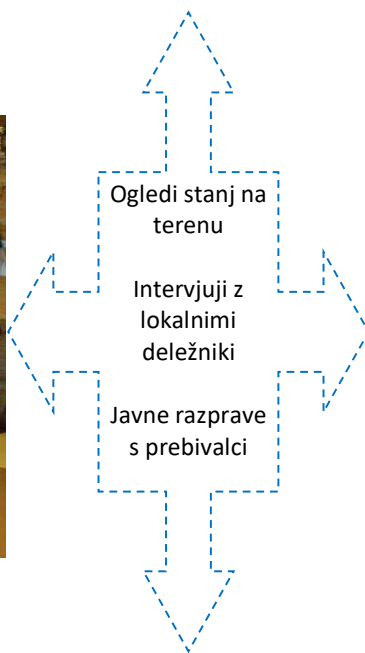 Ogledi stanj na
terenu
Intervjuji z
lokalnimi
deležniki
Javne razprave
s prebivalci